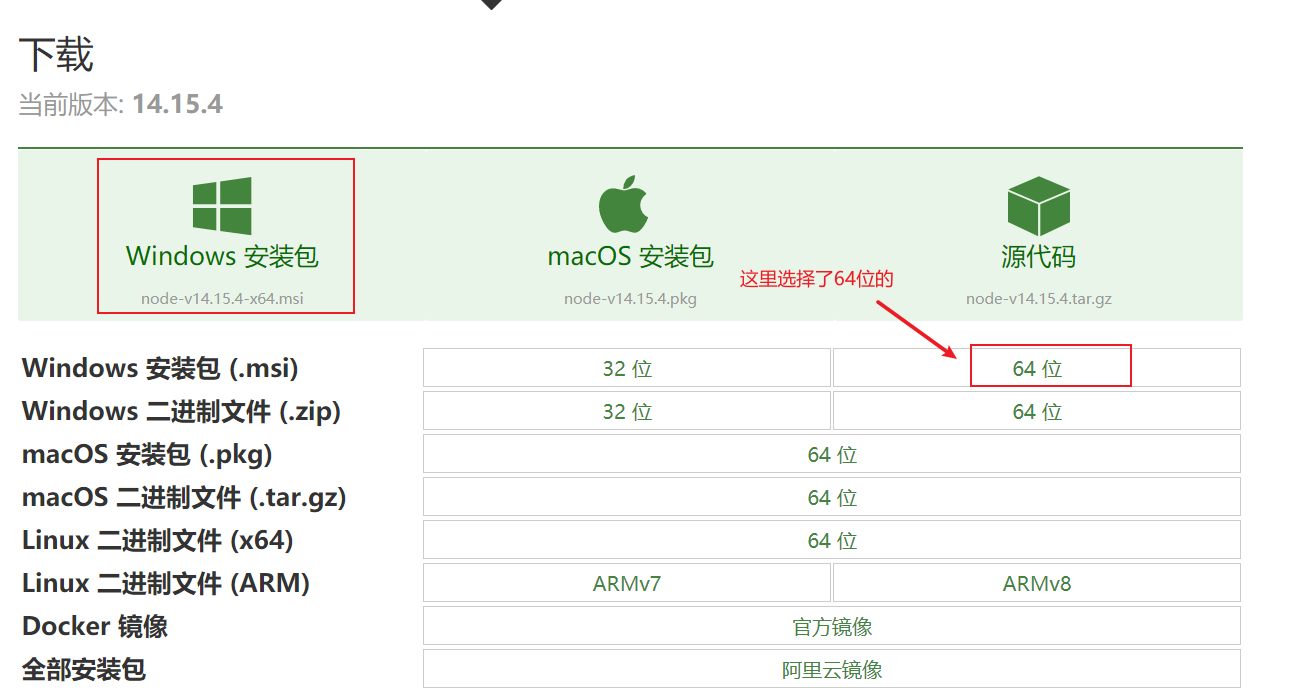 下载
当前版本: 14.15.4
Windows 安装包
node-v14.15.4-x64.msi
macOS 安装包
node-v14.15.4.pkg
源代码
node-v14.15.4.tar.gz
这里选择了64位的
Windows 安装包 (.msi) 32 位 64 位
Windows 二进制文件 (.zip) 32 位 64 位
macOS 安装包 (.pkg) 64 位
macOS 二进制文件 (.tar.gz) 64 位
Linux 二进制文件 (x64) 64 位
Linux 二进制文件 (ARM) ARMv7 ARMv8
Docker 镜像 官方镜像
全部安装包 阿里云镜像